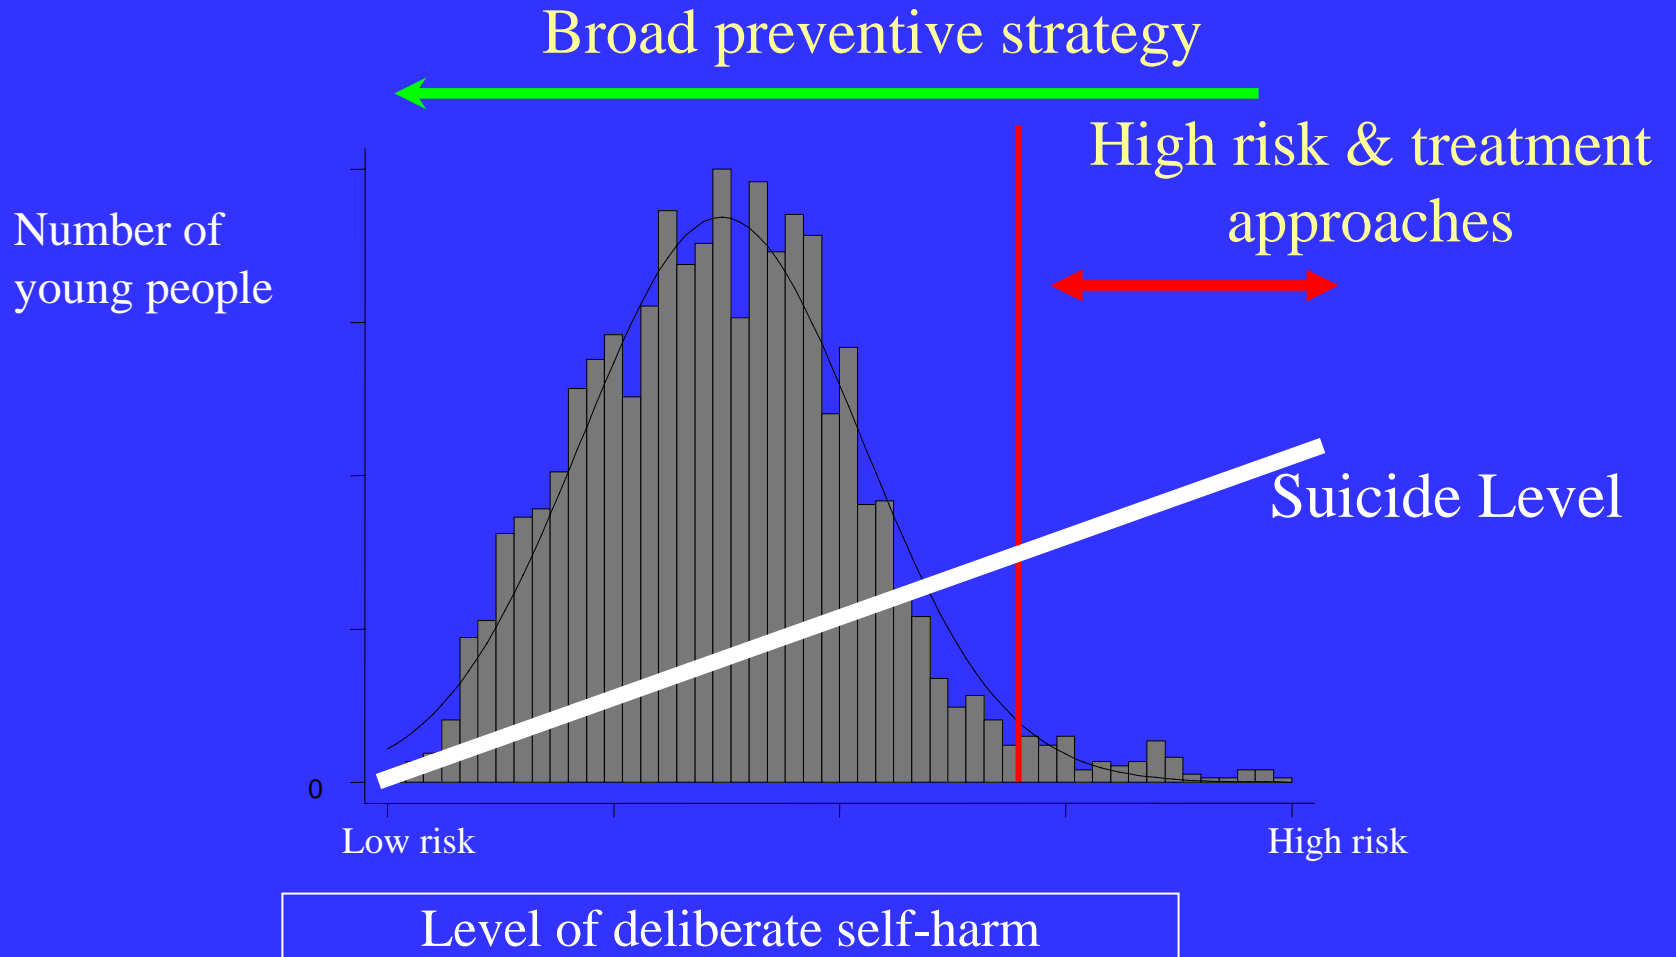 Broad preventive strategy
High risk & treatment
approaches
Number of
young people
Suicide Level
0
Low risk
High risk
Level of deliberate self-harm